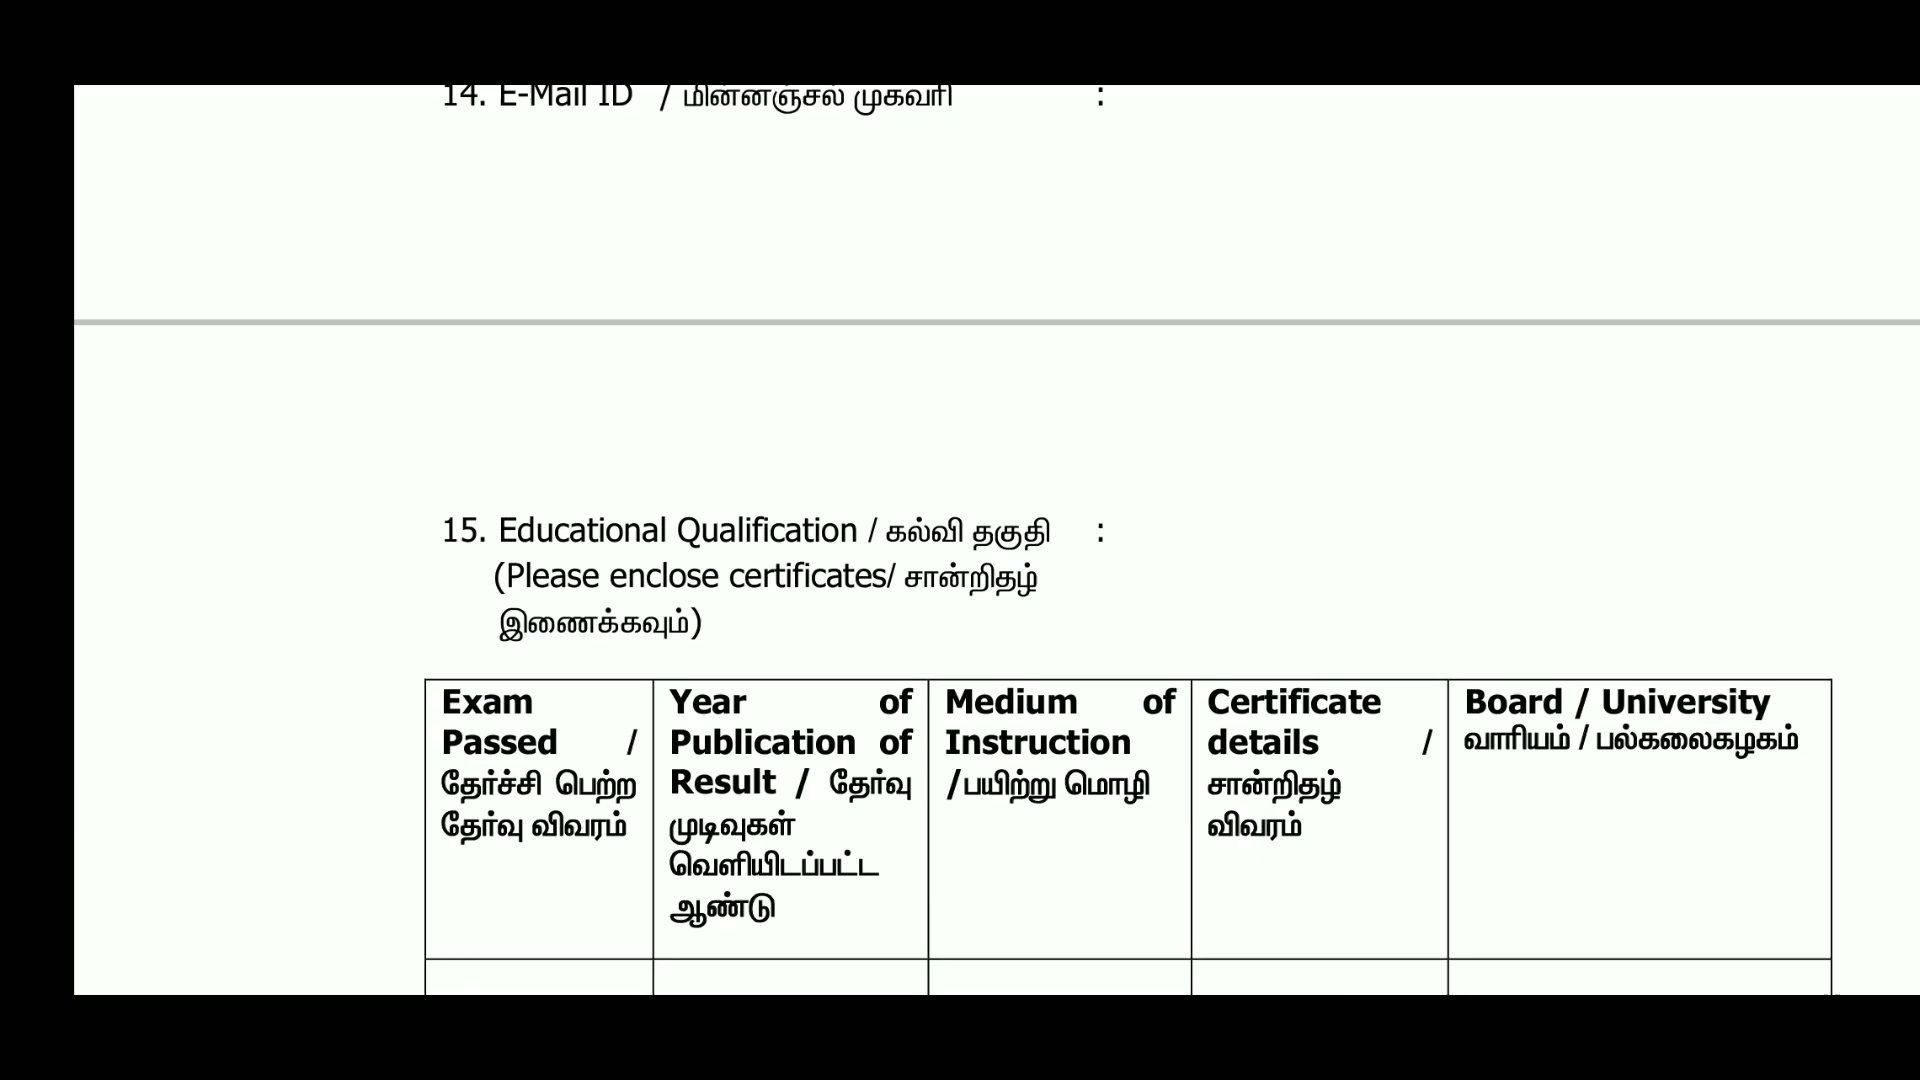 14. E-Mail ID / மின்னஞ்சல் முகவரி :
15. Educational Qualification / கல்வி தகுதி :
(Please enclose certificates/ சான்றிதழ்
இணைக்கவும்)
Exam
Passed /
தேர்ச்சி பெற்ற
தேர்வு விவரம்
Year of
Publication of
Result / தேர்வு
முடிவுகள்
வெளியிடப்பட்ட
ஆண்டு
Medium of
Instruction
/பயிற்று மொழி
Certificate
details /
சான்றிதழ்
விவரம்
Board / University
வாரியம் / பல்கலைகழகம்